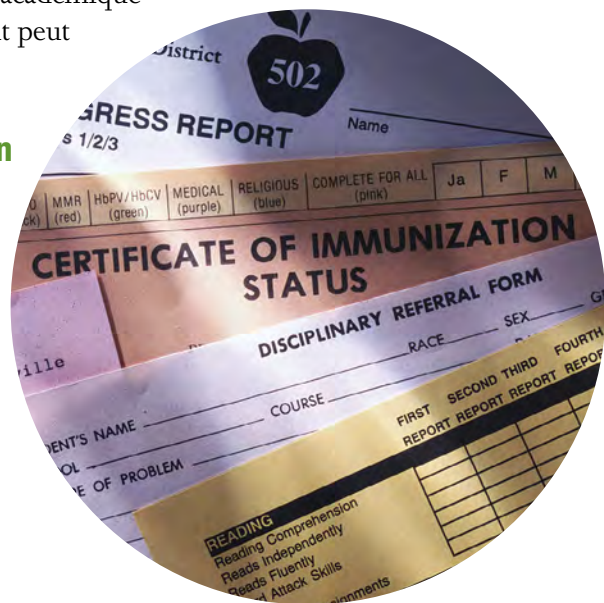 académique
peut
n
District
502
GRESS REPORT
Name
s 1/2/3
MMR (red)
HbPV/HbCV (green)
MEDICAL (purple)
RELIGIOUS (blue)
COMPLETE FOR ALL (pink)
Ja F M
CERTIFICATE OF IMMUNIZATION
STATUS
ville
DISCIPLINARY REFERRAL FORM
RACE SEX
DENT'S NAME
COURSE
OL
E OF PROBLEM
FIRST REPORT
SECOND REPORT
THIRD REPORT
FOURTH REPOR
READING
Reading Comprehension
Reads Independently
Reads Fluently
Attack Skills